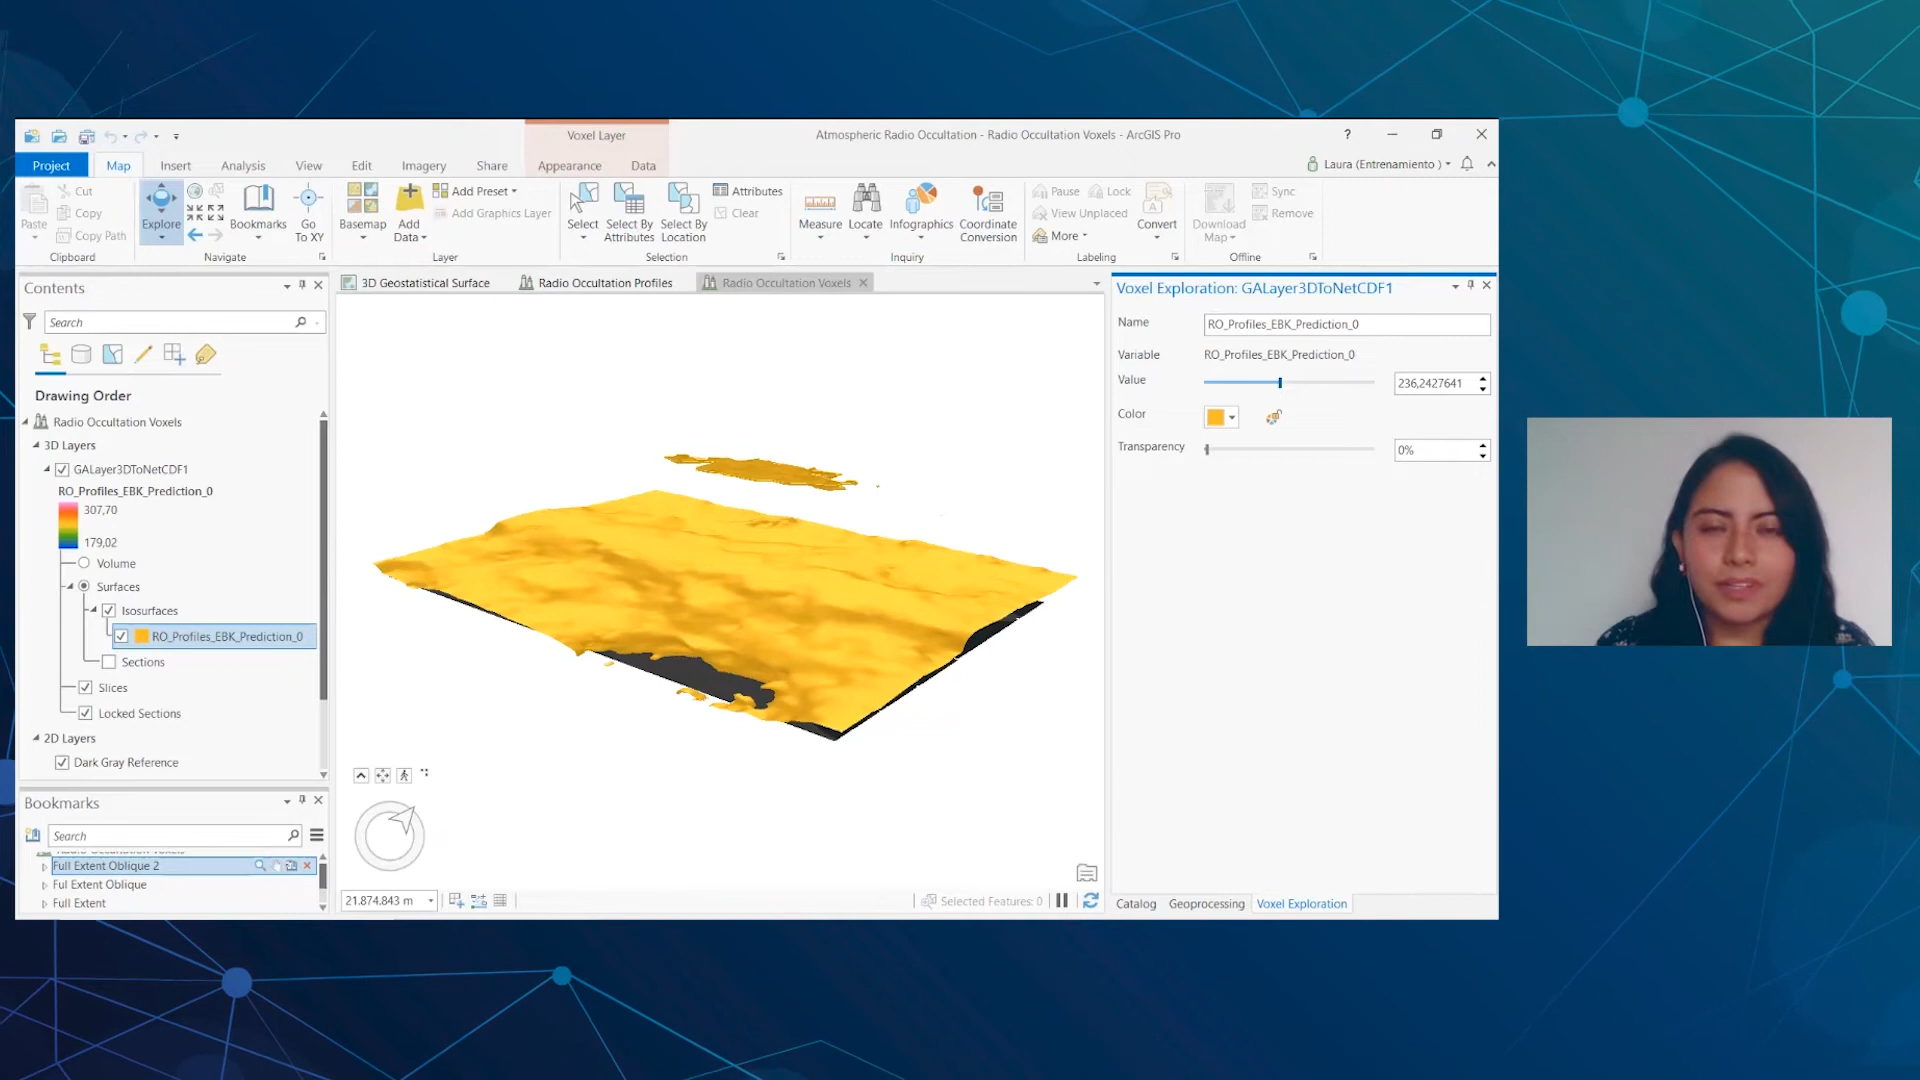 Voxel Layer
Atmospheric Radio Occultation - Radio Occultation Voxels - ArcGIS Pro
?
Project Map Insert Analysis View Edit Imagery Share Appearance Data
Laura (Entrenamiento )
Paste
Cut
Copy
Copy Path
Clipboard
Explore
Bookmarks
Go
To XY
Navigate
Basemap
Add
Data
Add Preset
Add Graphics Layer
Layer
Select
Select By
Attributes
Select By
Location
Attributes
Clear
Selection
Measure
Locate
Infographics
Coordinate
Conversion
Inquiry
Pause
Lock
View Unplaced
More
Convert
Labeling
Download
Map
Sync
Remove
Offline
Contents
Search
Drawing Order
Radio Occultation Voxels
3D Layers
GALayer3DToNetCDF1
RO_Profiles_EBK_Prediction_0
307,70
179,02
Volume
Surfaces
Isosurfaces
RO_Profiles_EBK_Prediction_0
Sections
Slices
Locked Sections
2D Layers
Dark Gray Reference
Bookmarks
Search
Full Extent Oblique 2
Ful Extent Oblique
Full Extent
3D Geostatistical Surface
Radio Occultation Profiles
Radio Occultation Voxels
21.874.843 m
Selected Features: 0
Voxel Exploration: GALayer3DToNetCDF1
Name RO_Profiles_EBK_Prediction_0
Variable RO_Profiles_EBK_Prediction_0
Value 236,2427641
Color
Transparency 0%
Catalog Geoprocessing Voxel Exploration